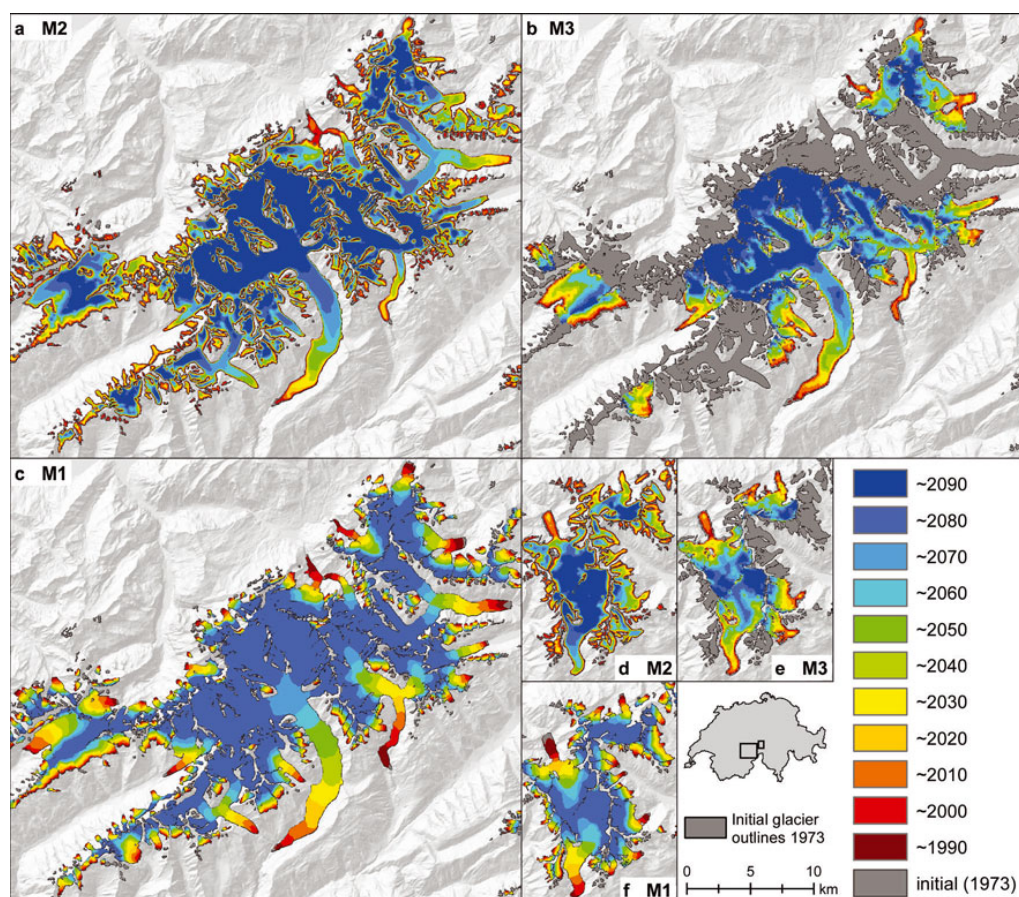 a M2
b M3
c M1
d M2
e M3
f M1
~2090
~2080
~2070
~2060
~2050
~2040
~2030
~2020
~2010
~2000
~1990
initial (1973)
Initial glacier
outlines 1973
0 5 10
km